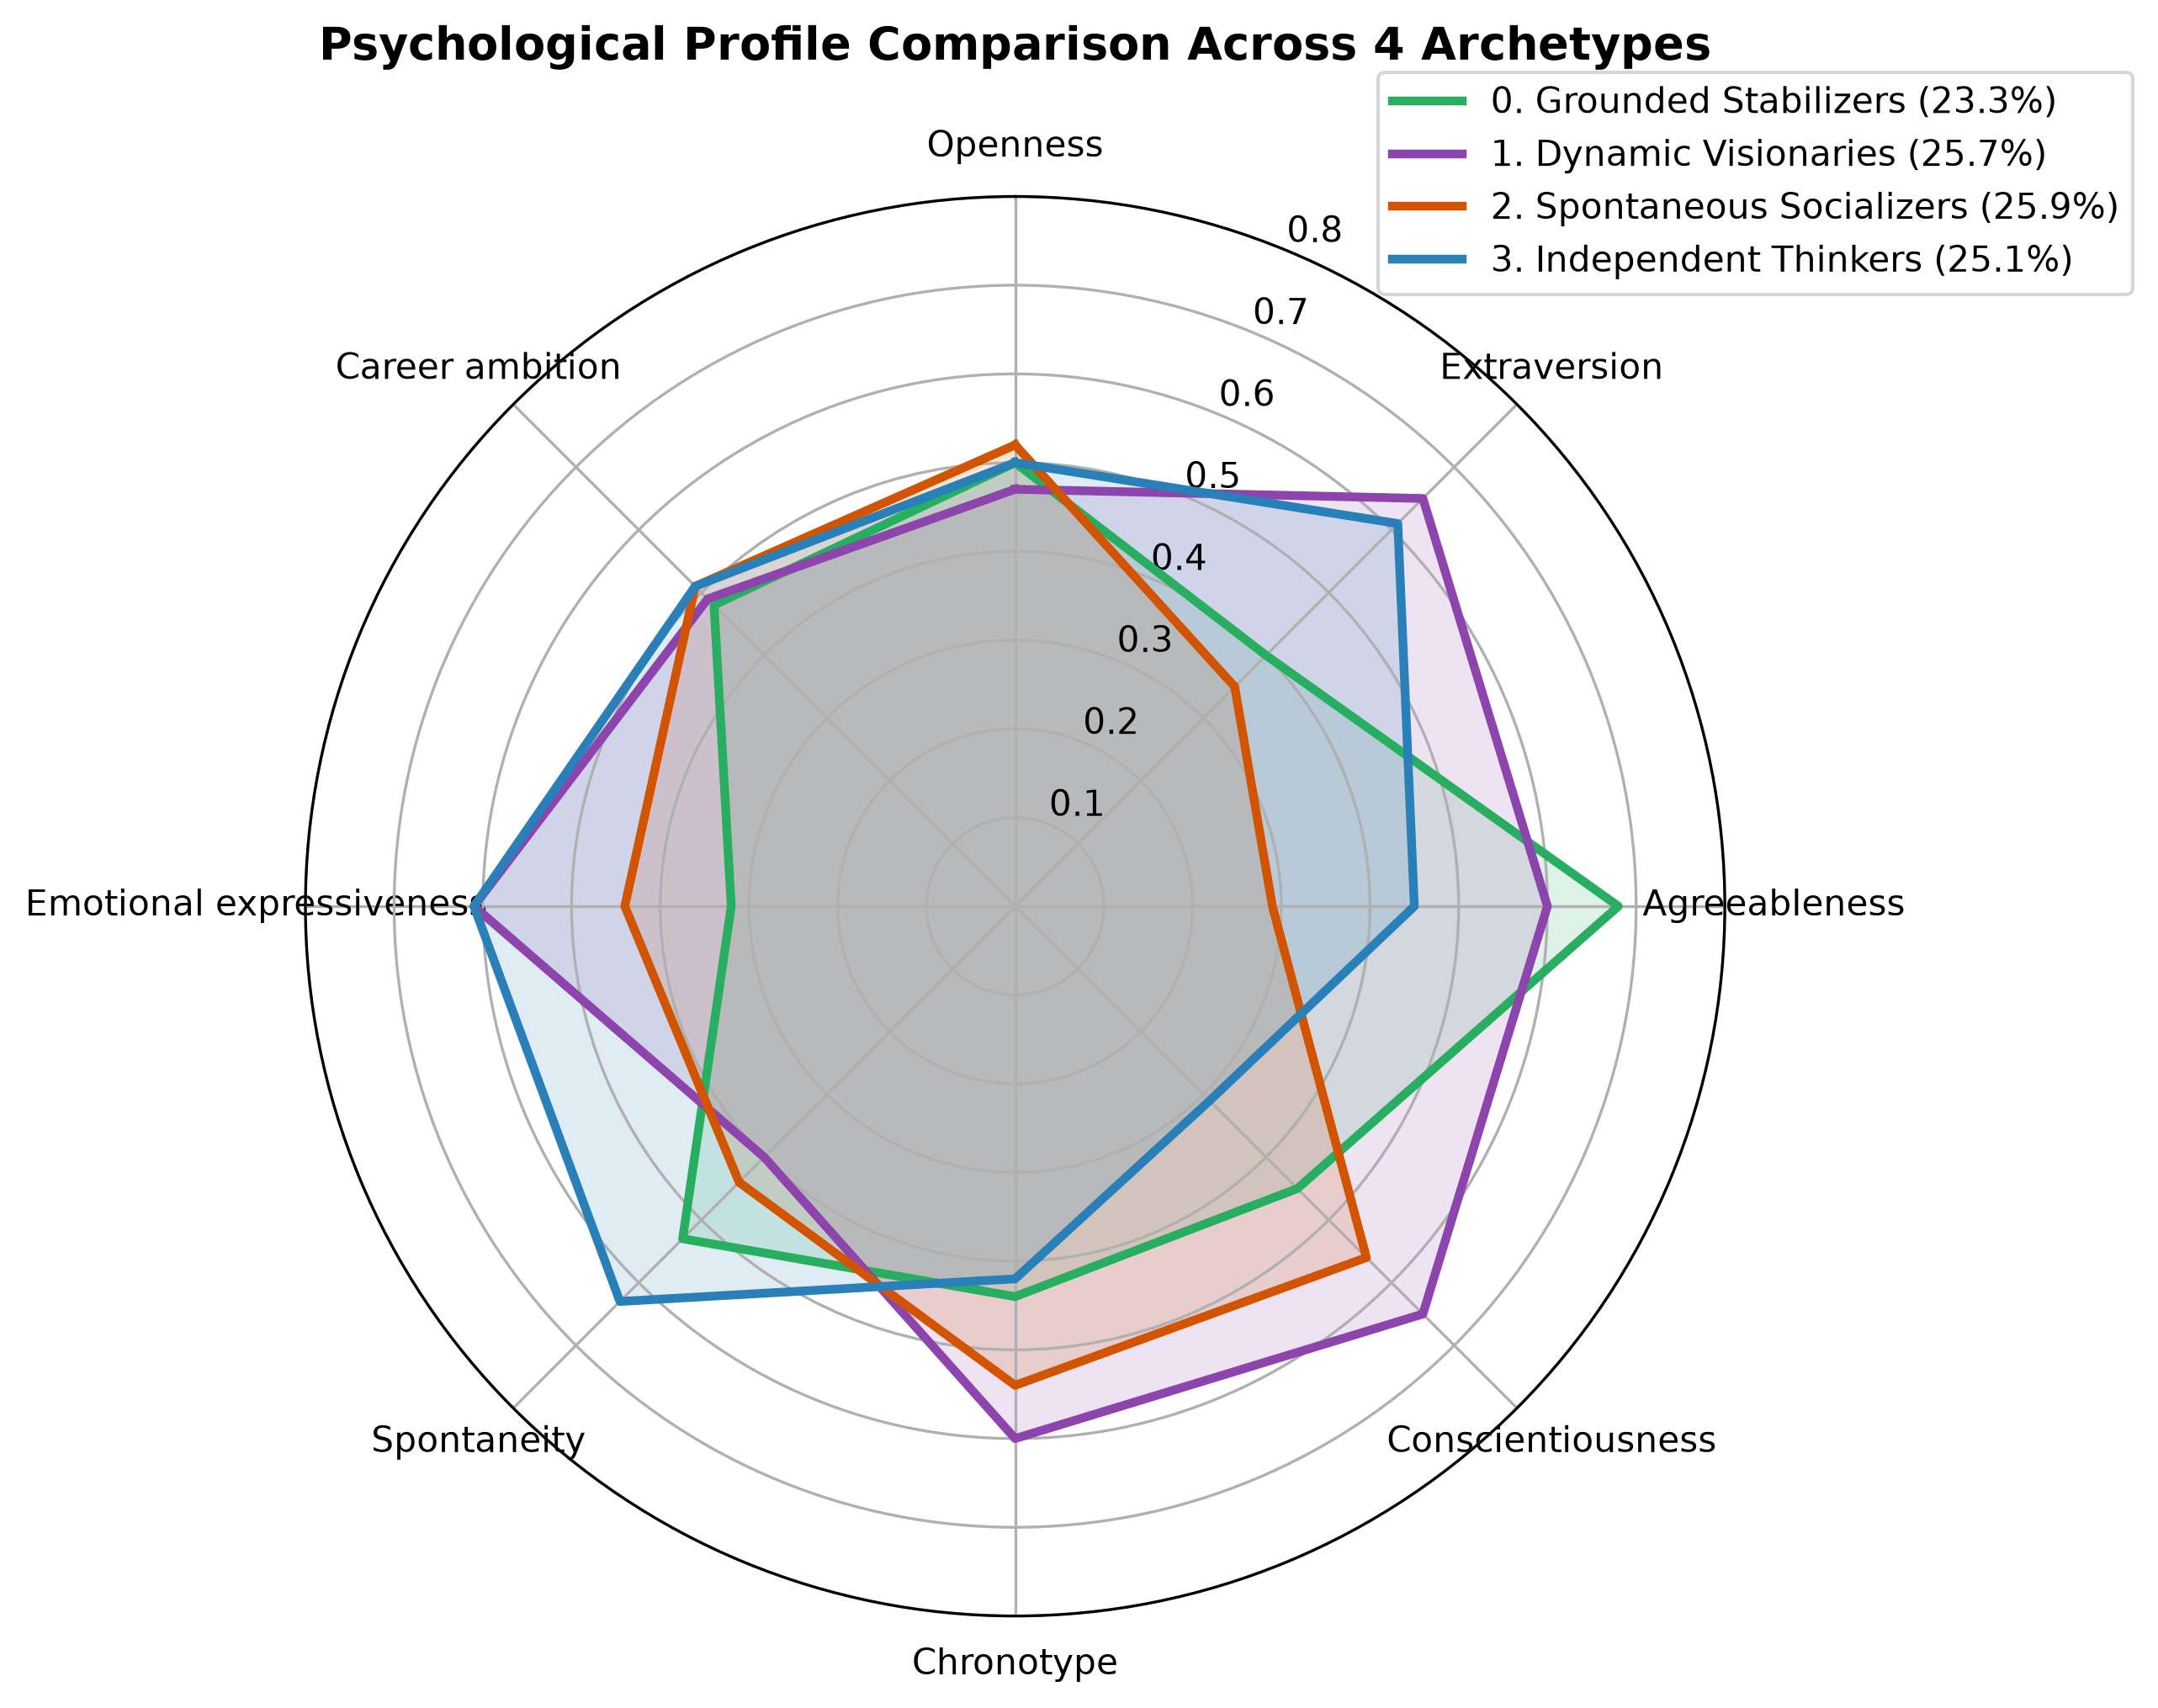 Psychological Profile Comparison Across 4 Archetypes
0. Grounded Stabilizers (23.3%)
1. Dynamic Visionaries (25.7%)
2. Spontaneous Socializers (25.9%)
3. Independent Thinkers (25.1%)
Openness
0.8
0.7
Career ambition
Extraversion
0.6
0.5
0.4
0.3
0.2
0.1
Emotional expressiveness
Agreeableness
Spontaneity
Conscientiousness
Chronotype